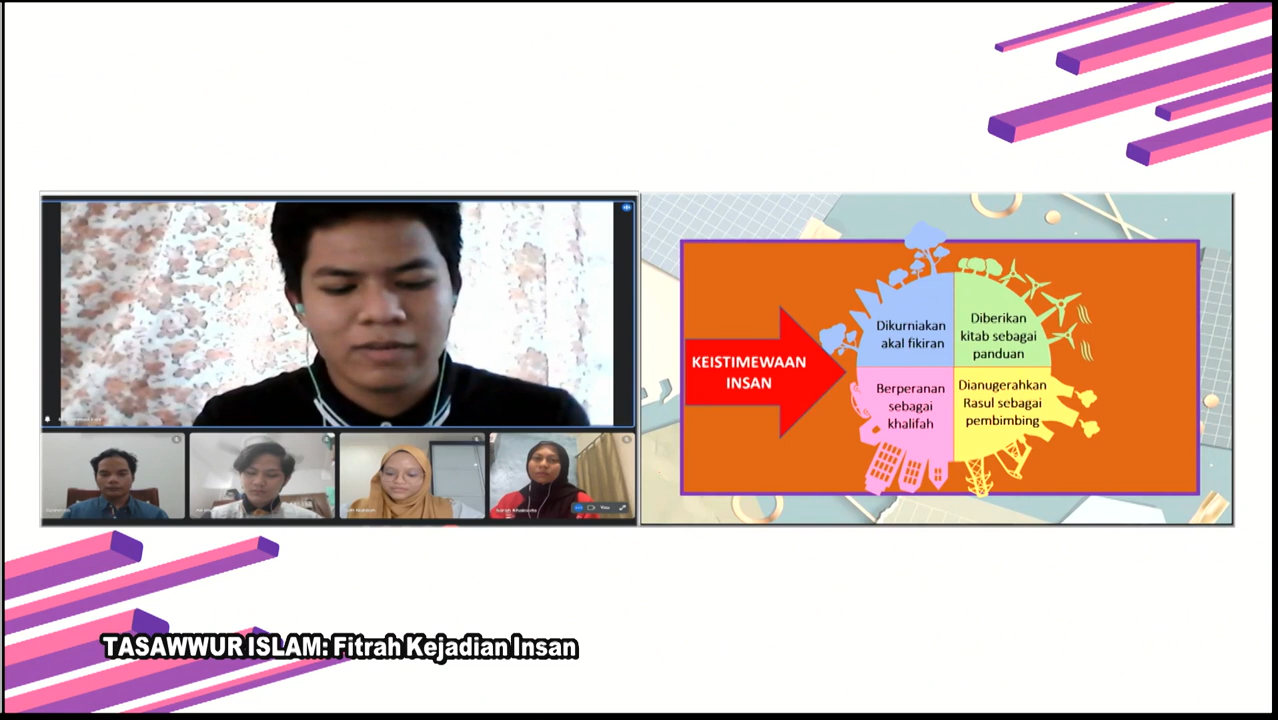 KEISTIMEWAAN
INSAN
Dikurniakan
akal fikiran
Diberikan
kitab sebagai
panduan
Berperanan
sebagai
khalifah
Dianugerahkan
Rasul sebagai
pembimbing
You
TASAWWUR ISLAM: Fitrah Kejadian Insan